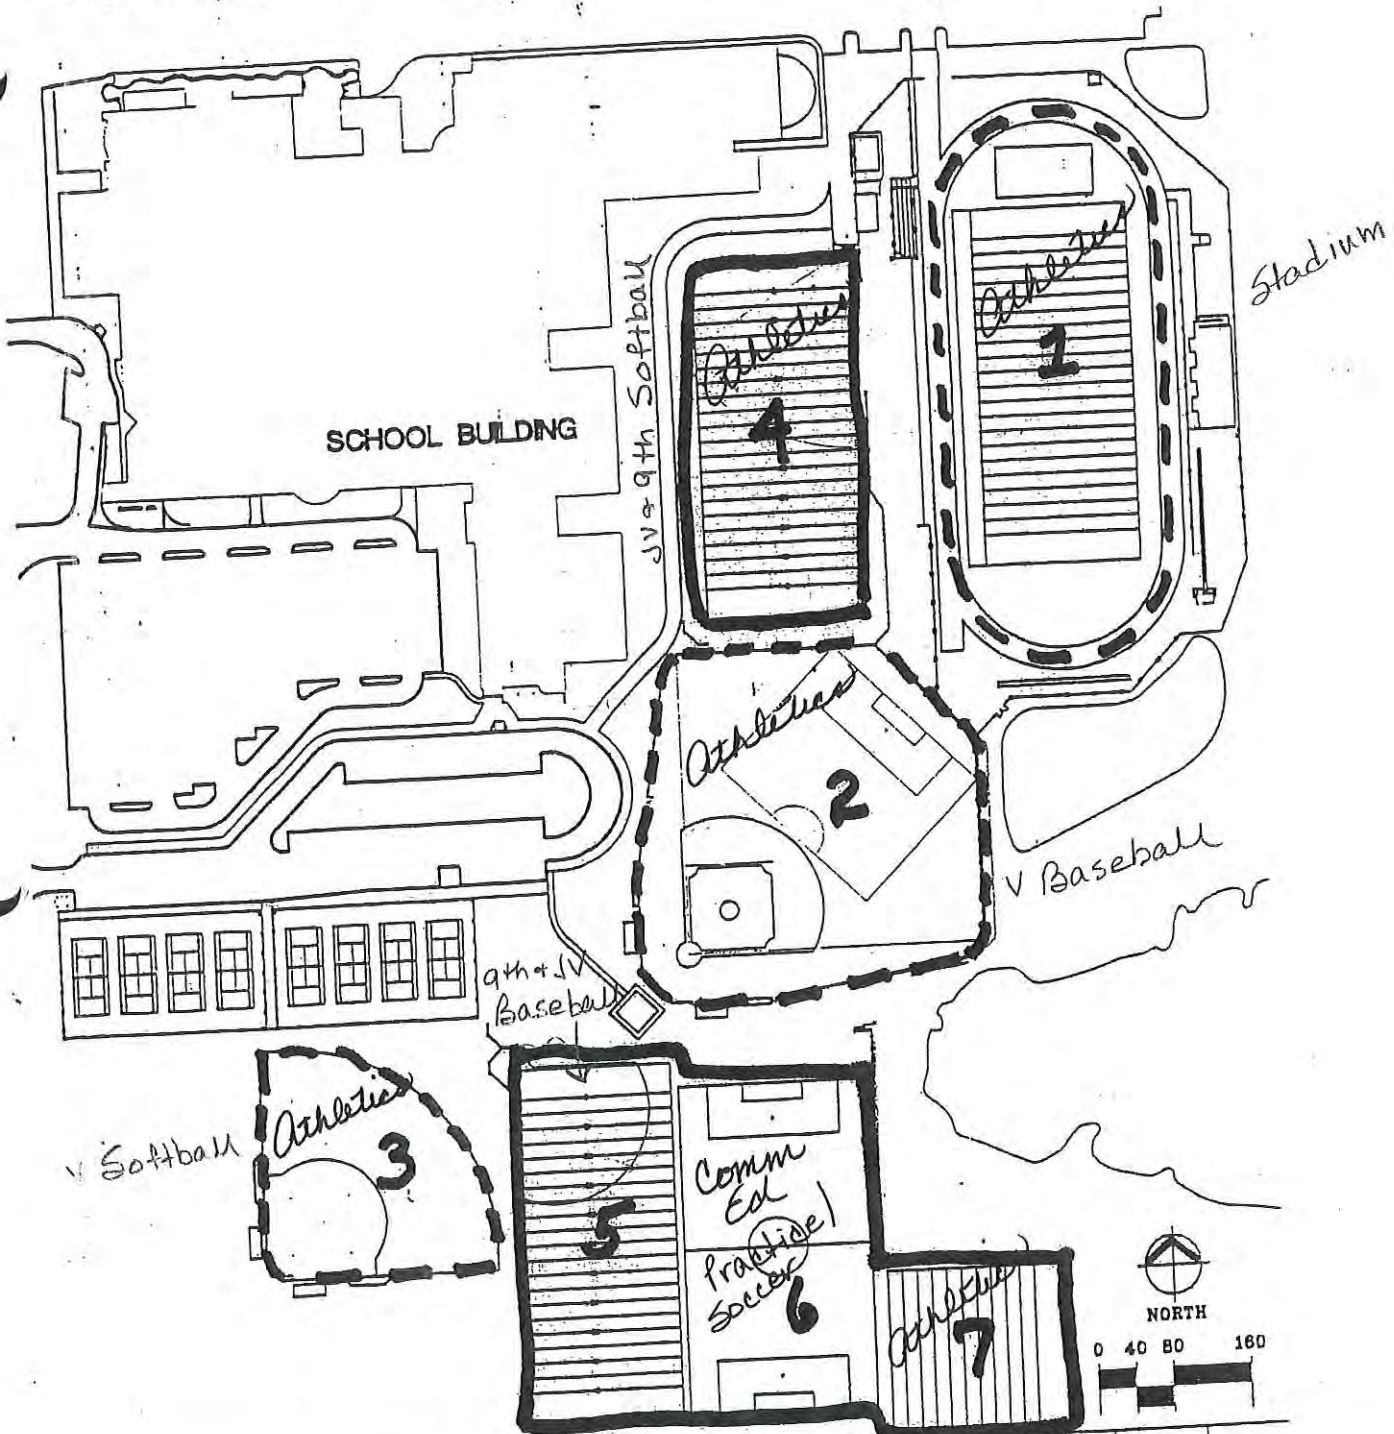 Stadium
Athletics
1
JV & 9th Softball
Athletics
4
SCHOOL BUILDING
Athletics
2
V Baseball
9th & JV
Baseball
V Softball
Athletics
3
5
Comm
Ed
Practice
Soccer
6
Athletics
7
NORTH
0 40 80 160